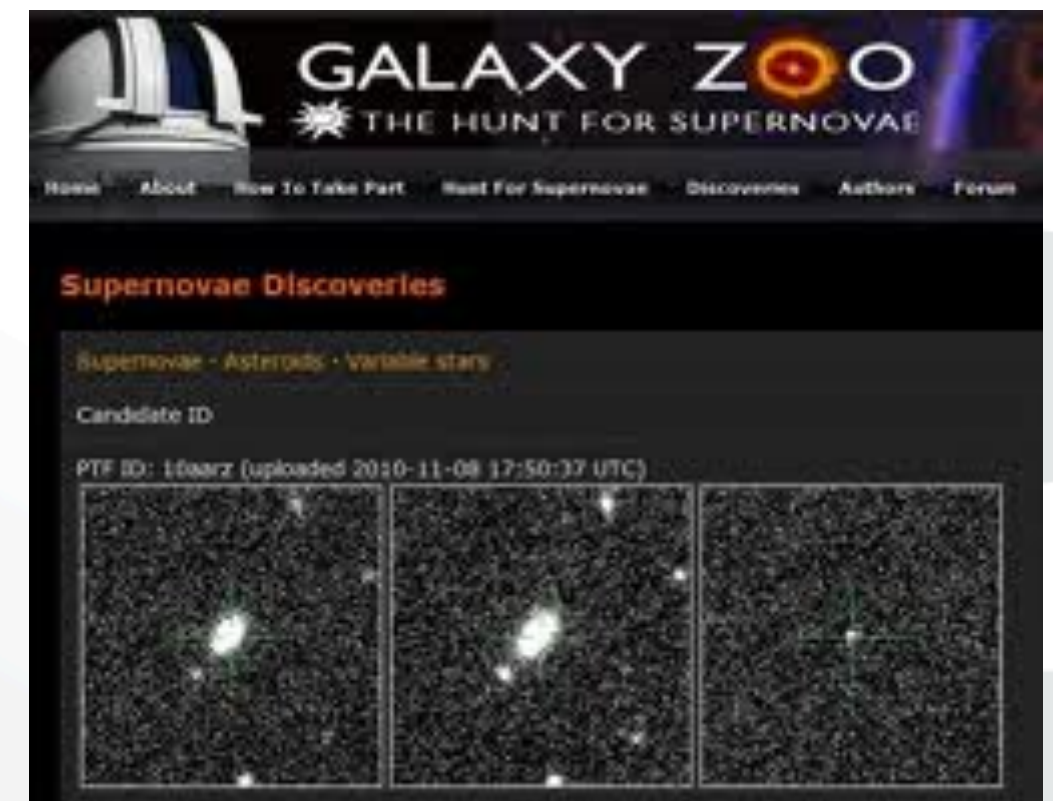 GALAXY ZOO
THE HUNT FOR SUPERNOVAE
Home About How To Take Part Hunt For Supernovae Discoveries Authors Forum
Supernovae Discoveries
Supernovae - Asteroids - Variable stars
Candidate ID
PTF ID: (uploaded 2010-11-08 17:50:37 UTC)